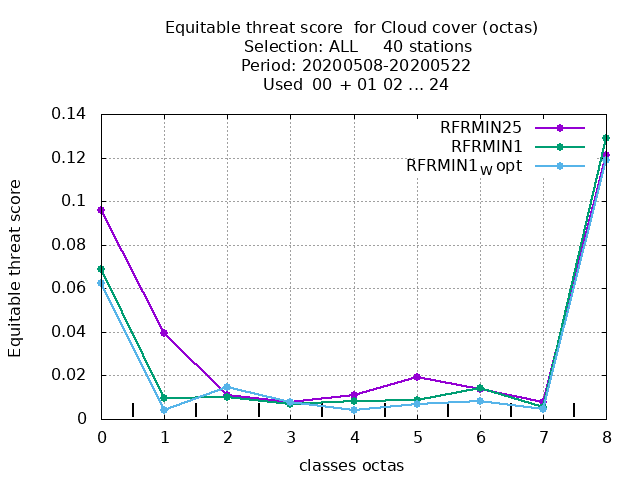 Equitable threat score  for Cloud cover (octas)
Selection: ALL     40 stations
Period: 20200508-20200522
Used  00 + 01 02 ... 24
RFRMIN25
RFRMIN1
RFRMIN1_W opt
0.14
0.12
0.1
0.08
0.06
0.04
0.02
0
Equitable threat score
0 1 2 3 4 5 6 7 8
classes octas